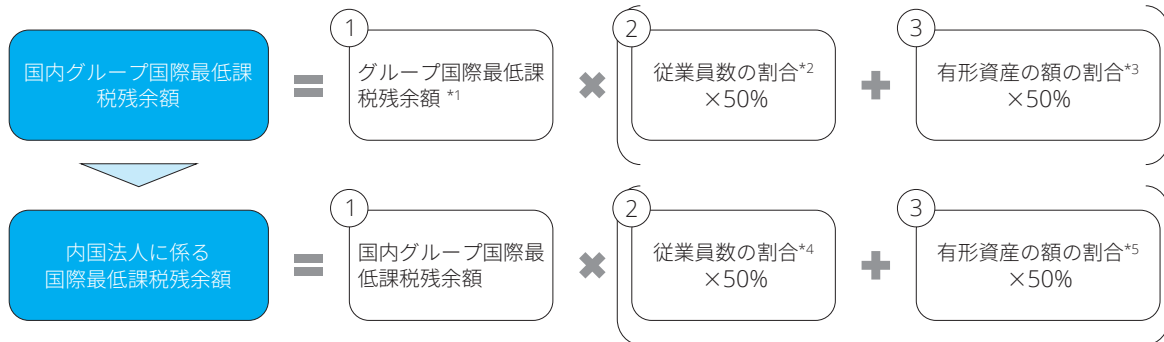 国内グループ国際最低課
税残余額
=
①
グループ国際最低課
税残余額 *1
×
②
従業員数の割合*2
×50%
+
③
有形資産の額の割合*3
×50%
内国法人に係る
国際最低課税残余額
=
①
国内グループ国際最
低課税残余額
×
②
従業員数の割合*4
×50%
+
③
有形資産の額の割合*5
×50%